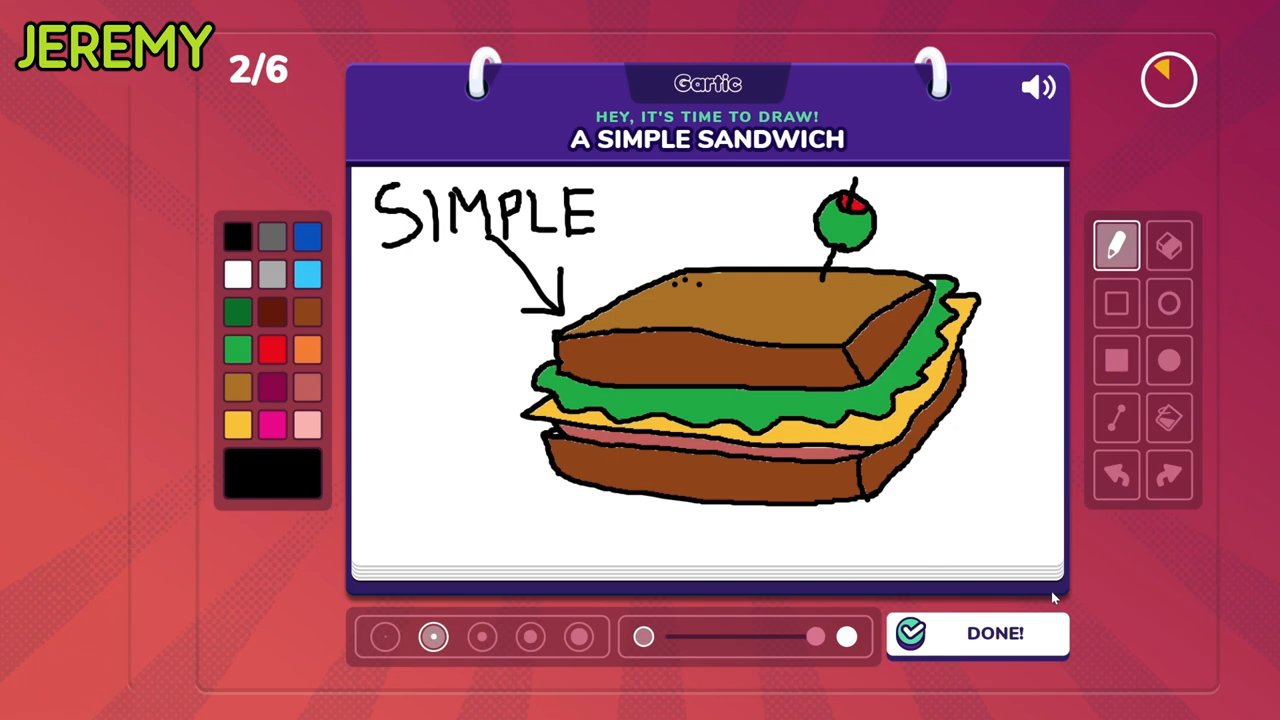 JEREMY
2/6
Gartic
HEY, IT'S TIME TO DRAW!
A SIMPLE SANDWICH
SIMPLE
DONE!